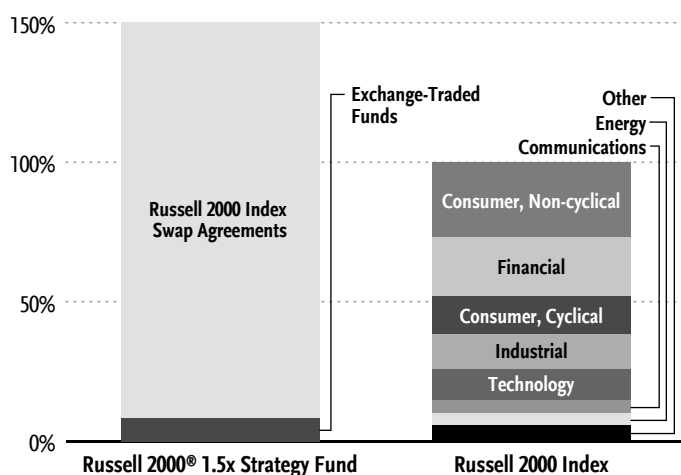 150%
Exchange-Traded
Funds
Other
Energy
Communications
100%
Russell 2000 Index
Swap Agreements
Consumer, Non-cyclical
Financial
50%
Consumer, Cyclical
Industrial
Technology
0%
Russell 2000® 1.5x Strategy Fund
Russell 2000 Index